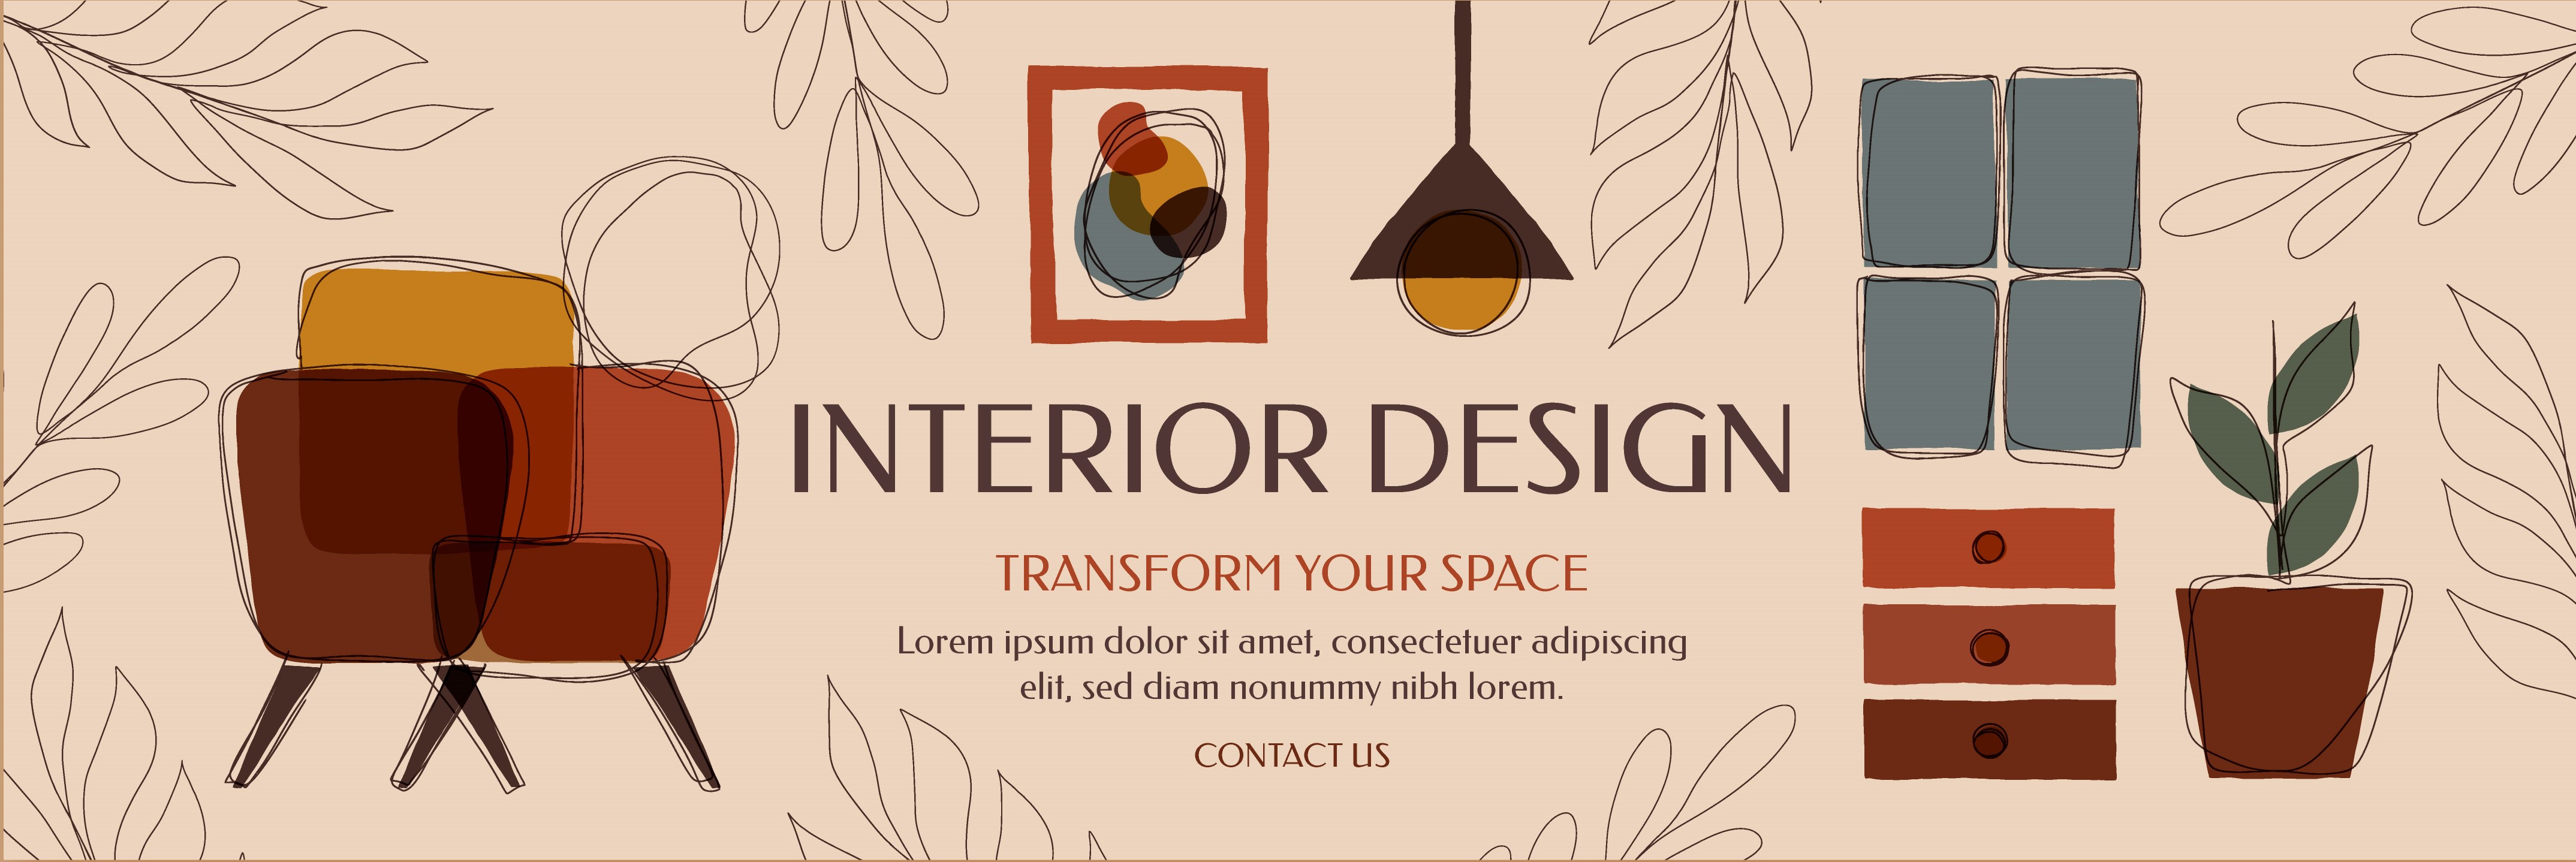 INTERIOR DESIGN
TRANSFORM YOUR SPACE
Lorem ipsum dolor sit amet, consectetuer adipiscing
elit, sed diam nonummy nibh lorem.
CONTACT US